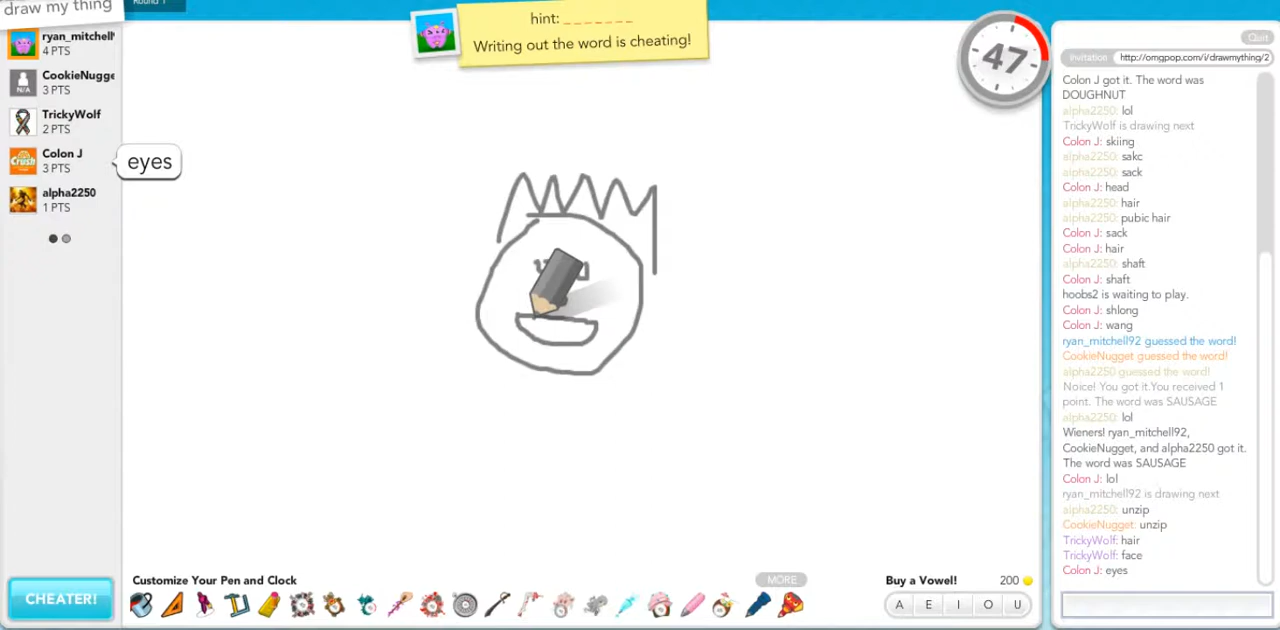 draw my thing
Round 1
hint: _ _ _ _ _ _ _
Writing out the word is cheating!
47
ryan_mitchell
4 PTS
CookieNugge
3 PTS
N/A
TrickyWolf
2 PTS
Colon J
3 PTS
Crush
eyes
alpha2250
1 PTS
CHEATER!
Customize Your Pen and Clock
MORE
Buy a Vowel!
200
A E I O U
Quit
Invitation http://omgpop.com/i/drawmything/2
Colon J got it. The word was
DOUGHNUT
alpha2250: lol
TrickyWolf is drawing next
Colon J: skiing
alpha2250: sakc
alpha2250: sack
Colon J: head
alpha2250: hair
alpha2250: pubic hair
Colon J: sack
Colon J: hair
alpha2250: shaft
Colon J: shaft
hoobs2 is waiting to play.
Colon J: shlong
Colon J: wang
ryan_mitchell92 guessed the word!
CookieNugget guessed the word!
alpha2250 guessed the word!
Noice! You got it.You received 1
point. The word was SAUSAGE
alpha2250: lol
Wieners! ryan_mitchell92,
CookieNugget, and alpha2250 got it.
The word was SAUSAGE
Colon J: lol
ryan_mitchell92 is drawing next
alpha2250: unzip
CookieNugget: unzip
TrickyWolf: hair
TrickyWolf: face
Colon J: eyes